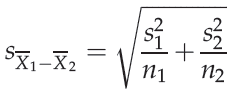 $s_{\overline{X}_1-\overline{X}_2} = \sqrt{\frac{s_1^2}{n_1} + \frac{s_2^2}{n_2}}$